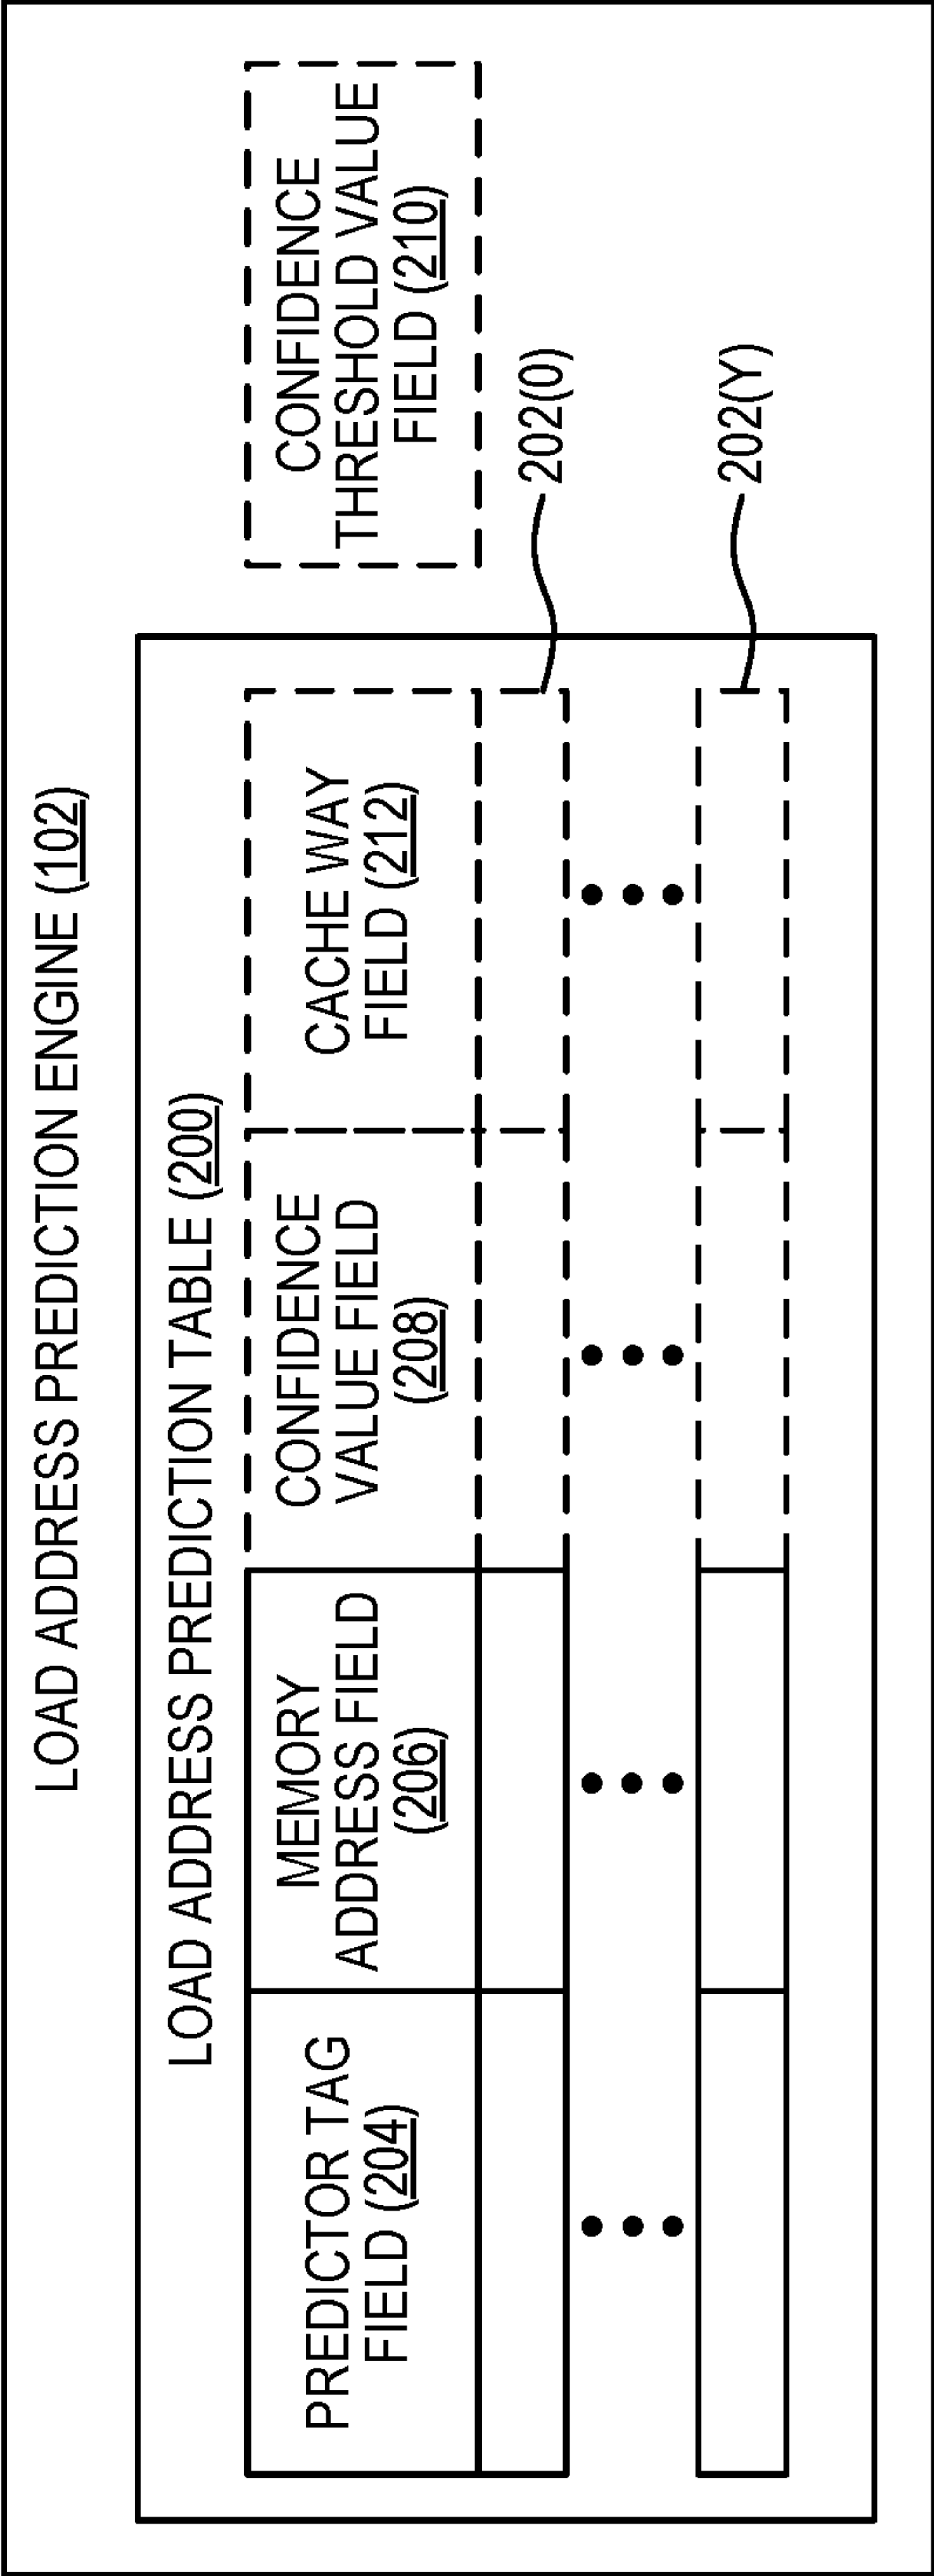 LOAD ADDRESS PREDICTION ENGINE (102)
LOAD ADDRESS PREDICTION TABLE (200)
PREDICTOR TAG
FIELD (204)
MEMORY
ADDRESS FIELD
(206)
CONFIDENCE
VALUE FIELD
(208)
CACHE WAY
FIELD (212)
CONFIDENCE
THRESHOLD VALUE
FIELD (210)
202(0)
202(Y)